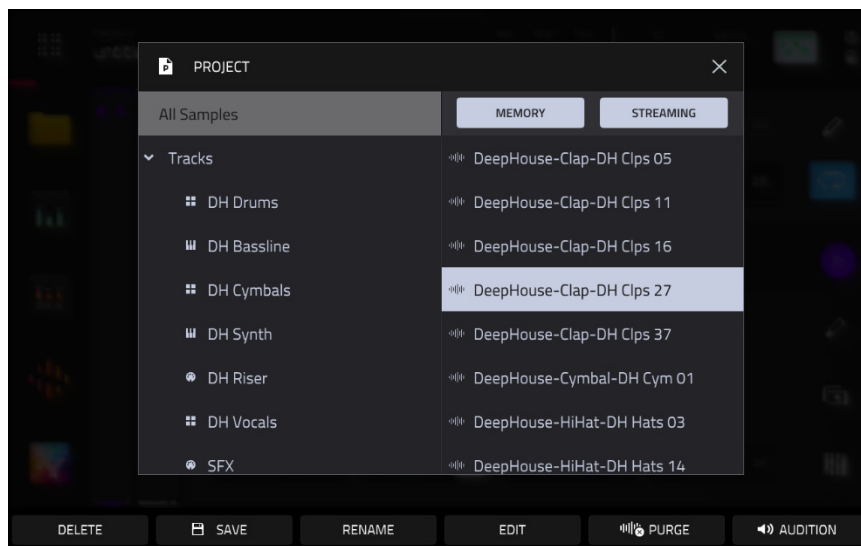 PROJECT
All Samples
MEMORY
STREAMING
Tracks
DH Drums
DH Bassline
DH Cymbals
DH Synth
DH Riser
DH Vocals
SFX
DeepHouse-Clap-DH Clps 05
DeepHouse-Clap-DH Clps 11
DeepHouse-Clap-DH Clps 16
DeepHouse-Clap-DH Clps 27
DeepHouse-Clap-DH Clps 37
DeepHouse-Cymbal-DH Cym 01
DeepHouse-HiHat-DH Hats 03
DeepHouse-HiHat-DH Hats 14
DELETE
SAVE
RENAME
EDIT
PURGE
AUDITION